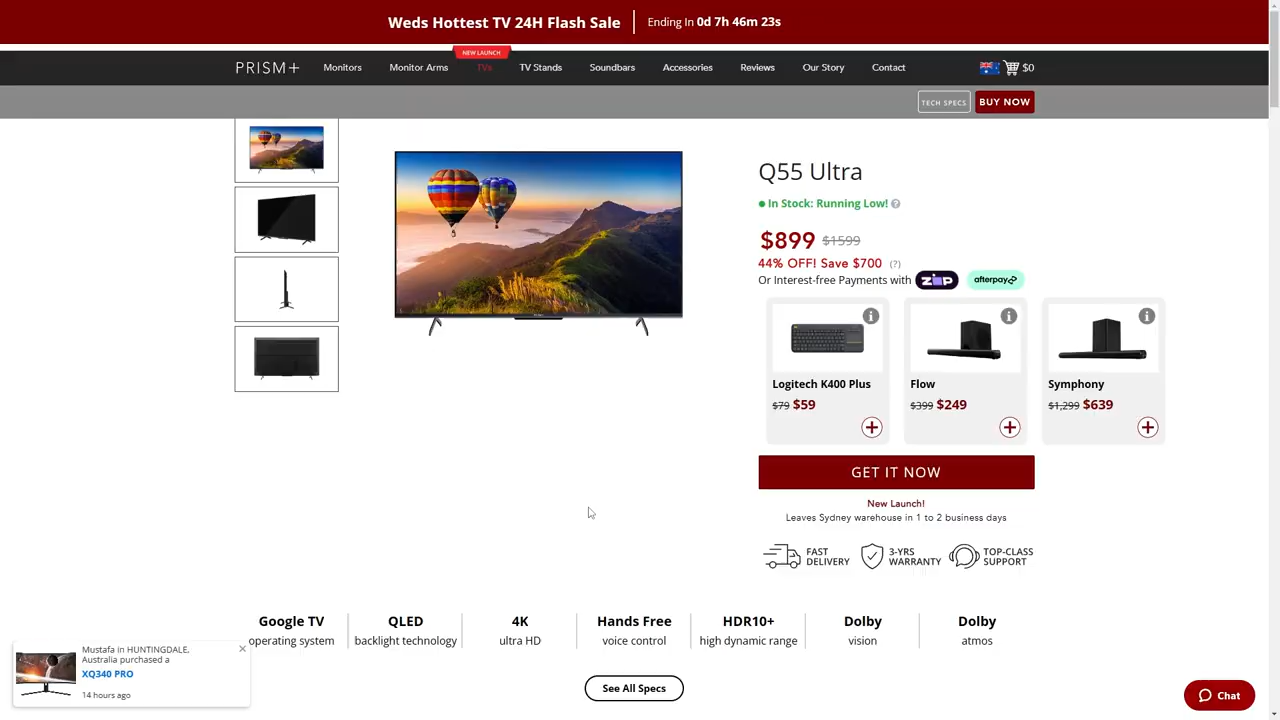 Weds Hottest TV 24H Flash Sale
Ending In 0d 7h 46m 23s
NEW LAUNCH
PRISM+
Monitors
Monitor Arms
TVs
TV Stands
Soundbars
Accessories
Reviews
Our Story
Contact
$0
TECH SPECS
BUY NOW
Q55 Ultra
In Stock: Running Low! ?
$899 $1599
44% OFF! Save $700 (?)
Or Interest-free Payments with zip afterpay
Logitech K400 Plus
$79 $59
Flow
$399 $249
Symphony
$1,299 $639
GET IT NOW
New Launch!
Leaves Sydney warehouse in 1 to 2 business days
FAST
DELIVERY
3-YRS
WARRANTY
TOP-CLASS
SUPPORT
Google TV
operating system
QLED
backlight technology
4K
ultra HD
Hands Free
voice control
HDR10+
high dynamic range
Dolby
vision
Dolby
atmos
Mustafa in HUNTINGDALE,
Australia purchased a
XQ340 PRO
14 hours ago
See All Specs
Chat